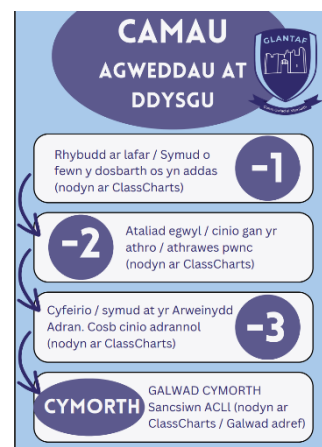 CAMAU
AGWEDDAU AT
DDYSGU
GLANTAF
Rhybudd ar lafar / Symud o
fewn y dosbarth os yn addas
(nodyn ar ClassCharts)
-1
-2
Ataliad egwyl / cinio gan yr
athro / athrawes pwnc
(nodyn ar ClassCharts)
Cyfeirio / symud at yr Arweinydd
Adran. Cosb cinio adrannol
(nodyn ar ClassCharts)
-3
CYMORTH
GALWAD CYMORTH
Sancsiwn ACLl (nodyn ar
ClassCharts / Galwad adref)